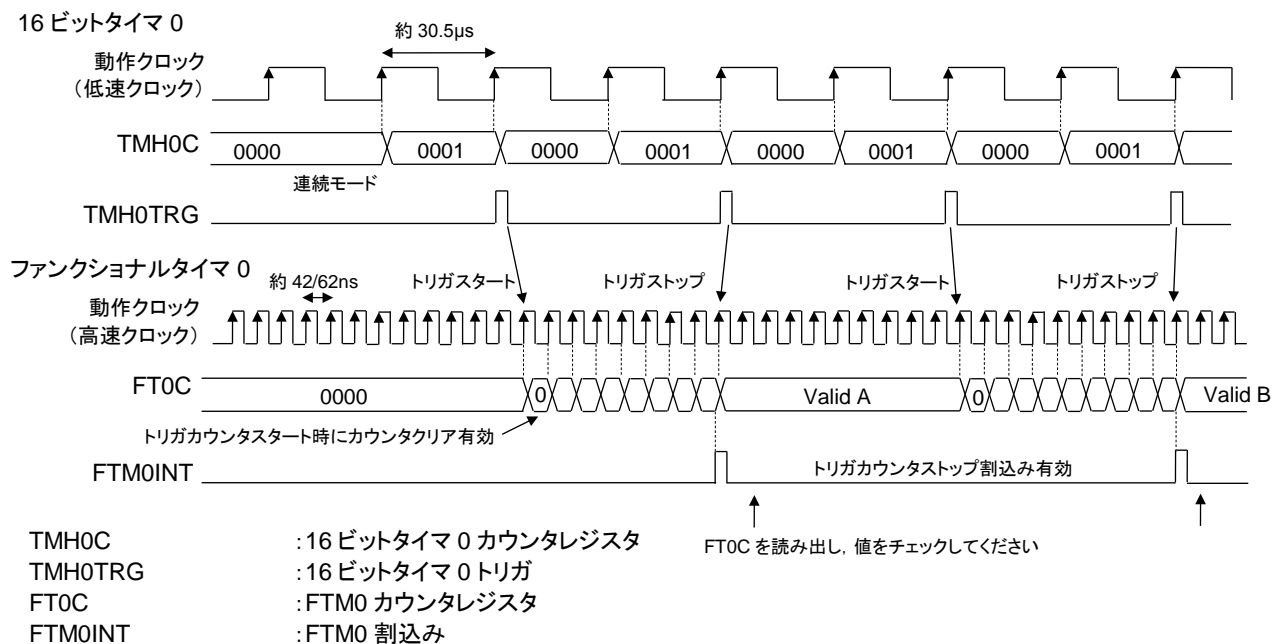 16 ビットタイマ 0
約 30.5μs
動作クロック
（低速クロック）
TMH0C 0000 0001 0000 0001 0000 0001 0000 0001
連続モード
TMH0TRG
ファンクショナルタイマ 0
約 42/62ns トリガスタート トリガストップ トリガスタート トリガストップ
動作クロック
（高速クロック）
FT0C 0000 0 Valid A 0 Valid B
トリガカウンタスタート時にカウンタクリア有効
FTM0INT トリガカウンタストップ割込み有効
FT0C を読み出し，値をチェックしてください
TMH0C ：16 ビットタイマ 0 カウンタレジスタ
TMH0TRG ：16 ビットタイマ 0 トリガ
FT0C ：FTM0 カウンタレジスタ
FTM0INT ：FTM0 割込み